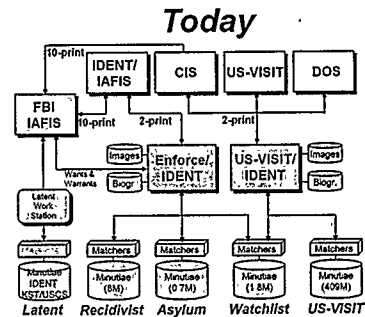 Today
10-print
IDENT/
IAFIS
CIS
US-VISIT
DOS
FBI
IAFIS
10-print
2-print
2-print
Images
Enforce/
IDENT
Biogr.
US-VISIT/
IDENT
Images
Biogr.
Wants &
Warrants
Latent
Work
Station
Matchers
Matchers
Matchers
Matchers
Minutiae
IDENT
KST/USCS
Minutiae
(6M)
Minutiae
(0.7M)
Minutiae
(1.8M)
Minutiae
(409M)
Latent
Recidivist
Asylum
Watchlist
US-VISIT